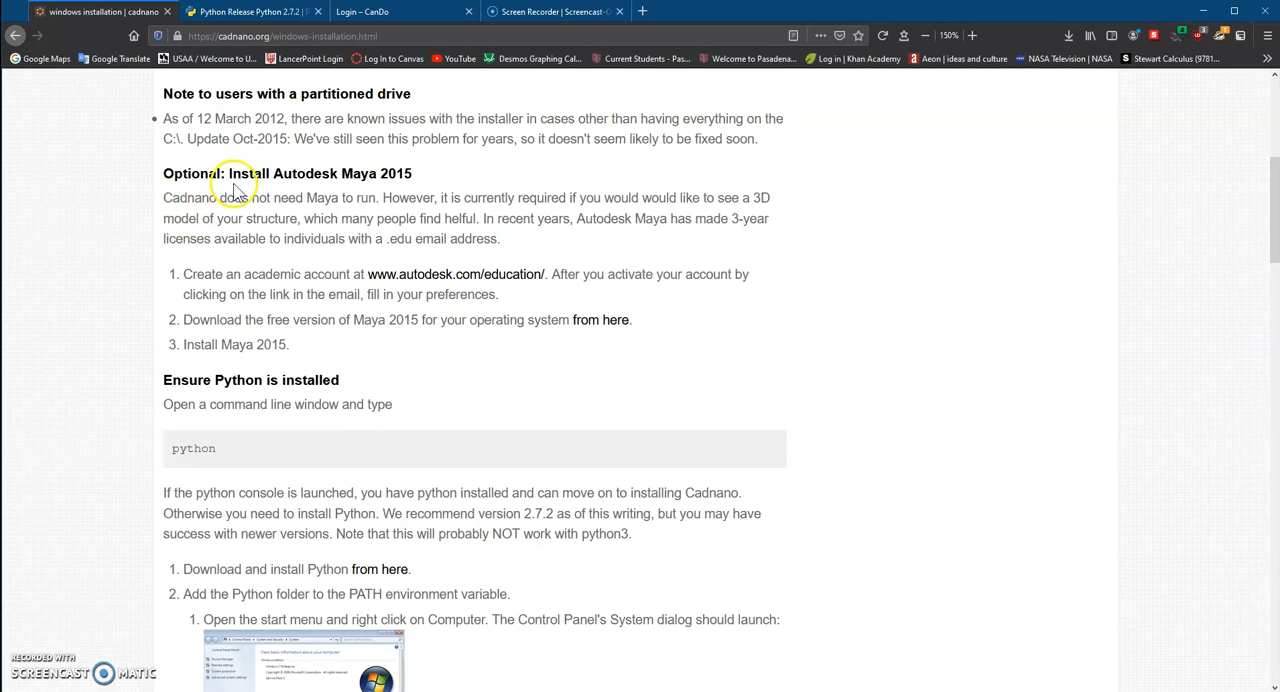 windows installation | cadnano
Python Release Python 2.7.2 |
Login – CanDo
Screen Recorder | Screencast-O
https://cadnano.org/windows-installation.html
150%
Google Maps
Google Translate
USAA / Welcome to U...
LancerPoint Login
Log In to Canvas
YouTube
Desmos Graphing Cal...
Current Students - Pas...
Welcome to Pasadena...
Log in | Khan Academy
Aeon | ideas and culture
NASA Television | NASA
Stewart Calculus (9781...
Note to users with a partitioned drive
As of 12 March 2012, there are known issues with the installer in cases other than having everything on the
C:\. Update Oct-2015: We've still seen this problem for years, so it doesn't seem likely to be fixed soon.
Optional: Install Autodesk Maya 2015
Cadnano does not need Maya to run. However, it is currently required if you would would like to see a 3D
model of your structure, which many people find helful. In recent years, Autodesk Maya has made 3-year
licenses available to individuals with a .edu email address.
1. Create an academic account at www.autodesk.com/education/. After you activate your account by
clicking on the link in the email, fill in your preferences.
2. Download the free version of Maya 2015 for your operating system from here.
3. Install Maya 2015.
Ensure Python is installed
Open a command line window and type
python
If the python console is launched, you have python installed and can move on to installing Cadnano.
Otherwise you need to install Python. We recommend version 2.7.2 as of this writing, but you may have
success with newer versions. Note that this will probably NOT work with python3.
1. Download and install Python from here.
2. Add the Python folder to the PATH environment variable.
1. Open the start menu and right click on Computer. The Control Panel's System dialog should launch:
RECORDED WITH
SCREENCAST MATIC